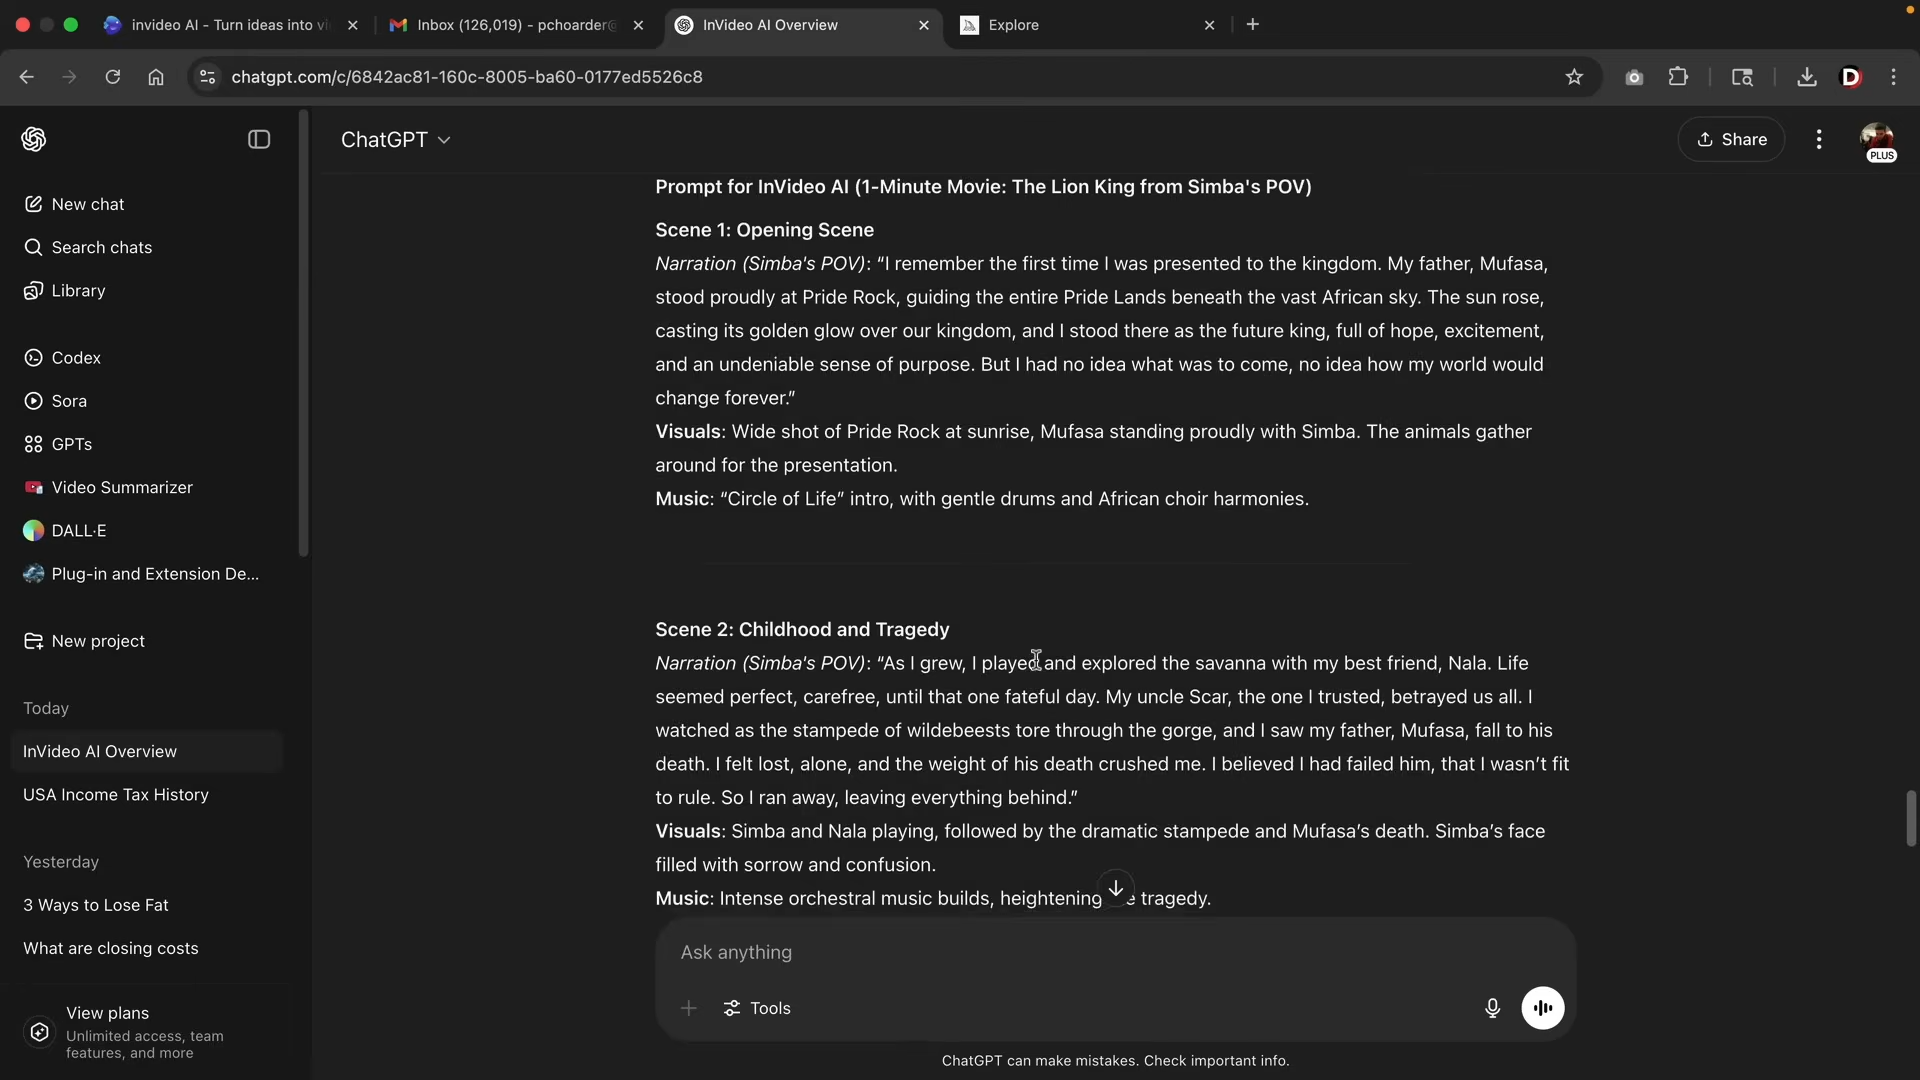 invideo AI - Turn ideas into vi
Inbox (126,019) - pchoarder@
InVideo AI Overview
Explore
chatgpt.com/c/6842ac81-160c-8005-ba60-0177ed5526c8
D
ChatGPT
Share
PLUS
New chat
Search chats
Library
Codex
Sora
GPTs
Video Summarizer
DALL·E
Plug-in and Extension De...
New project
Today
InVideo AI Overview
USA Income Tax History
Yesterday
3 Ways to Lose Fat
What are closing costs
View plans
Unlimited access, team
features, and more
Prompt for InVideo AI (1-Minute Movie: The Lion King from Simba's POV)
Scene 1: Opening Scene
Narration (Simba's POV): “I remember the first time I was presented to the kingdom. My father, Mufasa,
stood proudly at Pride Rock, guiding the entire Pride Lands beneath the vast African sky. The sun rose,
casting its golden glow over our kingdom, and I stood there as the future king, full of hope, excitement,
and an undeniable sense of purpose. But I had no idea what was to come, no idea how my world would
change forever.”
Visuals: Wide shot of Pride Rock at sunrise, Mufasa standing proudly with Simba. The animals gather
around for the presentation.
Music: “Circle of Life” intro, with gentle drums and African choir harmonies.
Scene 2: Childhood and Tragedy
Narration (Simba's POV): “As I grew, I played and explored the savanna with my best friend, Nala. Life
seemed perfect, carefree, until that one fateful day. My uncle Scar, the one I trusted, betrayed us all. I
watched as the stampede of wildebeests tore through the gorge, and I saw my father, Mufasa, fall to his
death. I felt lost, alone, and the weight of his death crushed me. I believed I had failed him, that I wasn’t fit
to rule. So I ran away, leaving everything behind.”
Visuals: Simba and Nala playing, followed by the dramatic stampede and Mufasa’s death. Simba’s face
filled with sorrow and confusion.
Music: Intense orchestral music builds, heightening tragedy.
Ask anything
Tools
ChatGPT can make mistakes. Check important info.